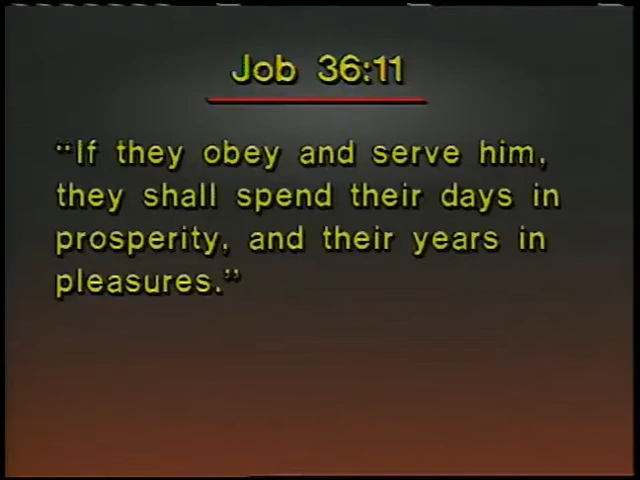 Job 36:11
"If they obey and serve him,
they shall spend their days in
prosperity, and their years in
pleasures."